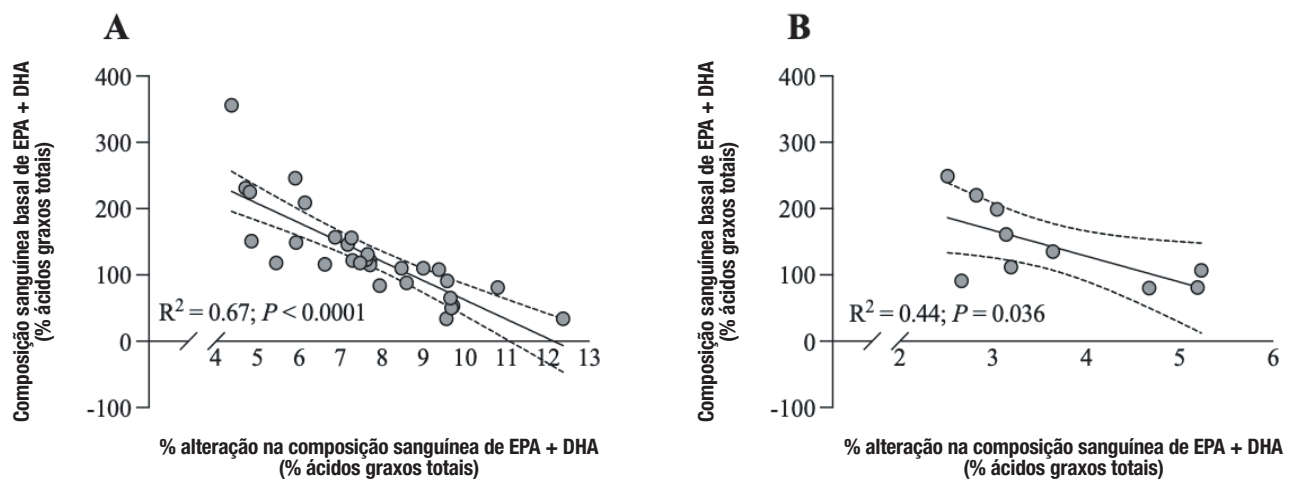 A
Composição sanguínea basal de EPA + DHA
(% ácidos graxos totais)
400
300
200
100
0
-100
R² = 0.67; P < 0.0001
4 5 6 7 8 9 10 11 12 13
% alteração na composição sanguínea de EPA + DHA
(% ácidos graxos totais)
B
Composição sanguínea basal de EPA + DHA
(% ácidos graxos totais)
400
300
200
100
0
-100
R² = 0.44; P = 0.036
2 3 4 5 6
% alteração na composição sanguínea de EPA + DHA
(% ácidos graxos totais)